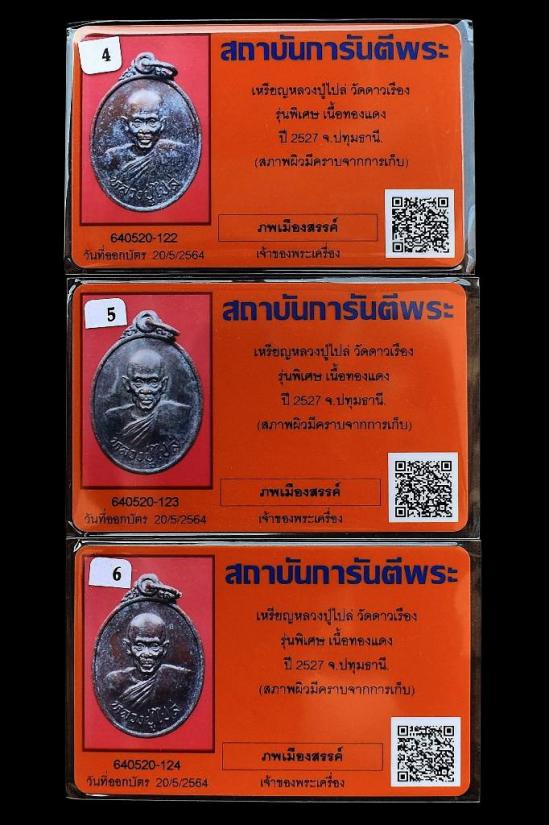 4
สถาบันการันตีพระ
เหรียญหลวงปู่ไปล่ วัดดาวเรือง
รุ่นพิเศษ เนื้อทองแดง
ปี 2527 จ.ปทุมธานี.
(สภาพผิวมีคราบจากการเก็บ)
หลวงปู่ไปล่
640520-122
วันที่ออกบัตร 20/5/2564
ภพเมืองสรรค์
เจ้าของพระเครื่อง
5
สถาบันการันตีพระ
เหรียญหลวงปู่ไปล่ วัดดาวเรือง
รุ่นพิเศษ เนื้อทองแดง
ปี 2527 จ.ปทุมธานี.
(สภาพผิวมีคราบจากการเก็บ)
หลวงปู่ไปล่
640520-123
วันที่ออกบัตร 20/5/2564
ภพเมืองสรรค์
เจ้าของพระเครื่อง
6
สถาบันการันตีพระ
เหรียญหลวงปู่ไปล่ วัดดาวเรือง
รุ่นพิเศษ เนื้อทองแดง
ปี 2527 จ.ปทุมธานี.
(สภาพผิวมีคราบจากการเก็บ)
หลวงปู่ไปล่
640520-124
วันที่ออกบัตร 20/5/2564
ภพเมืองสรรค์
เจ้าของพระเครื่อง